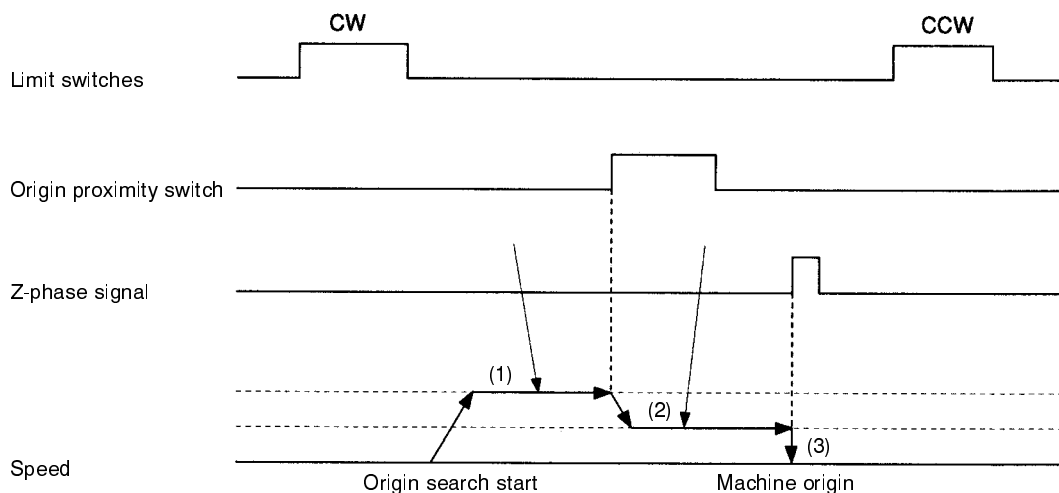 CW
CCW
Limit switches
Origin proximity switch
Z-phase signal
(1)
(2)
(3)
Speed
Origin search start
Machine origin